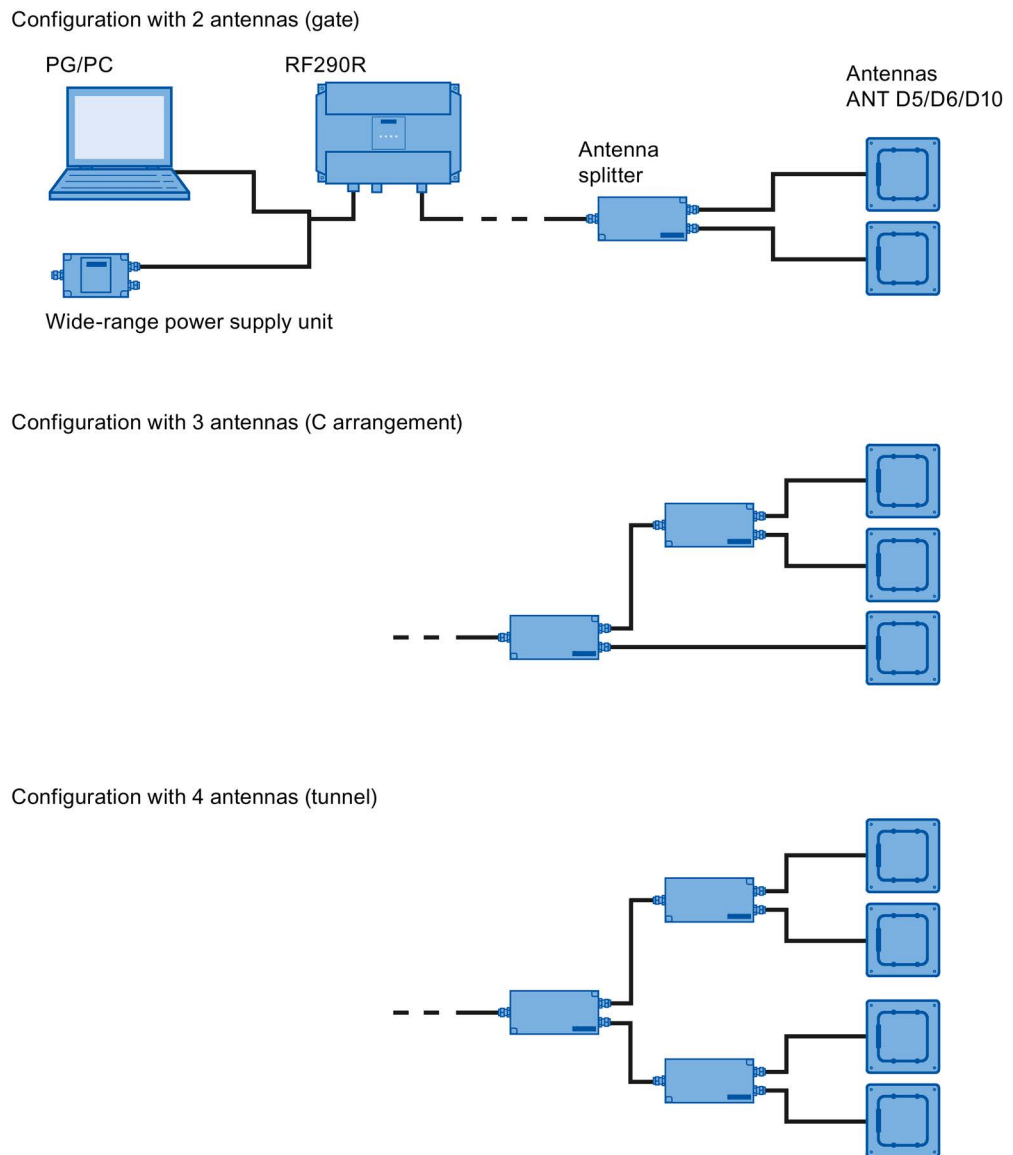 Configuration with 2 antennas (gate)
PG/PC
RF290R
Antennas
ANT D5/D6/D10
Antenna
splitter
Wide-range power supply unit
Configuration with 3 antennas (C arrangement)
Configuration with 4 antennas (tunnel)